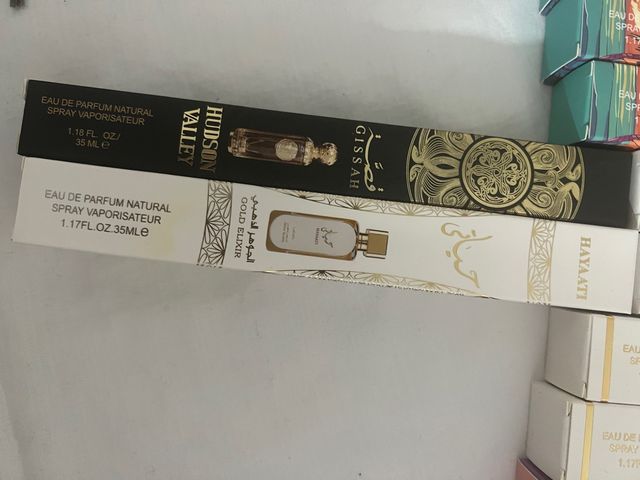 EAU DE PARFUM NATURAL
SPRAY VAPORISATEUR
1.18 FL. OZ/
35 ML e
HUDSON
VALLEY
قصة
GISSAH
EAU DE PARFUM NATURAL
SPRAY VAPORISATEUR
1.17FL.OZ.35MLe
الجوهر الذهبي
GOLD ELIXIR
حياتي
HAYAATI